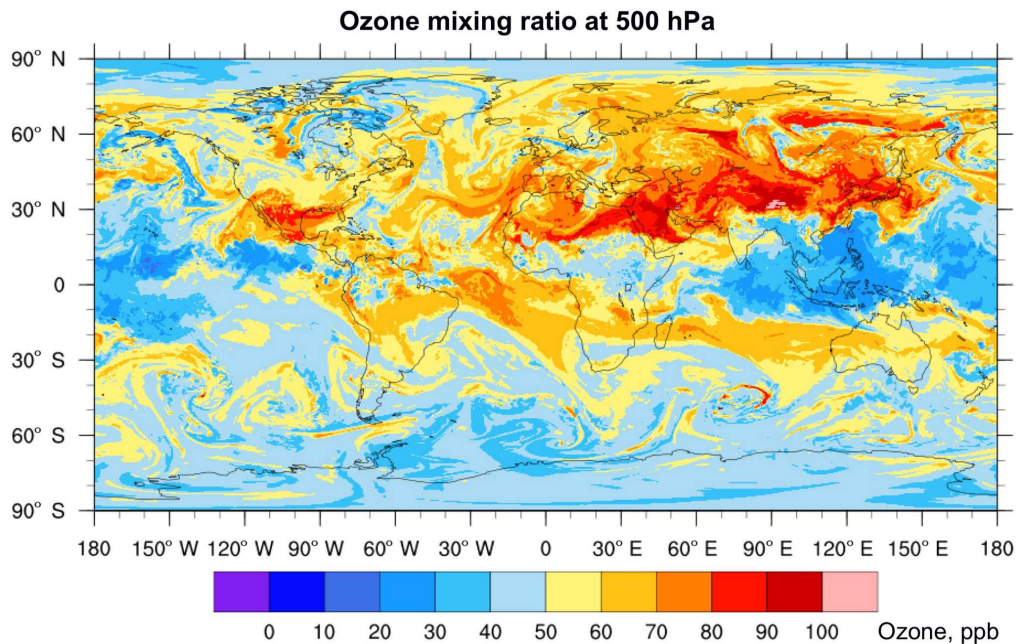 Ozone mixing ratio at 500 hPa
90° N
60° N
30° N
0
30° S
60° S
90° S
180 150° W 120° W 90° W 60° W 30° W 0 30° E 60° E 90° E 120° E 150° E 180
0 10 20 30 40 50 60 70 80 90 100 Ozone, ppb